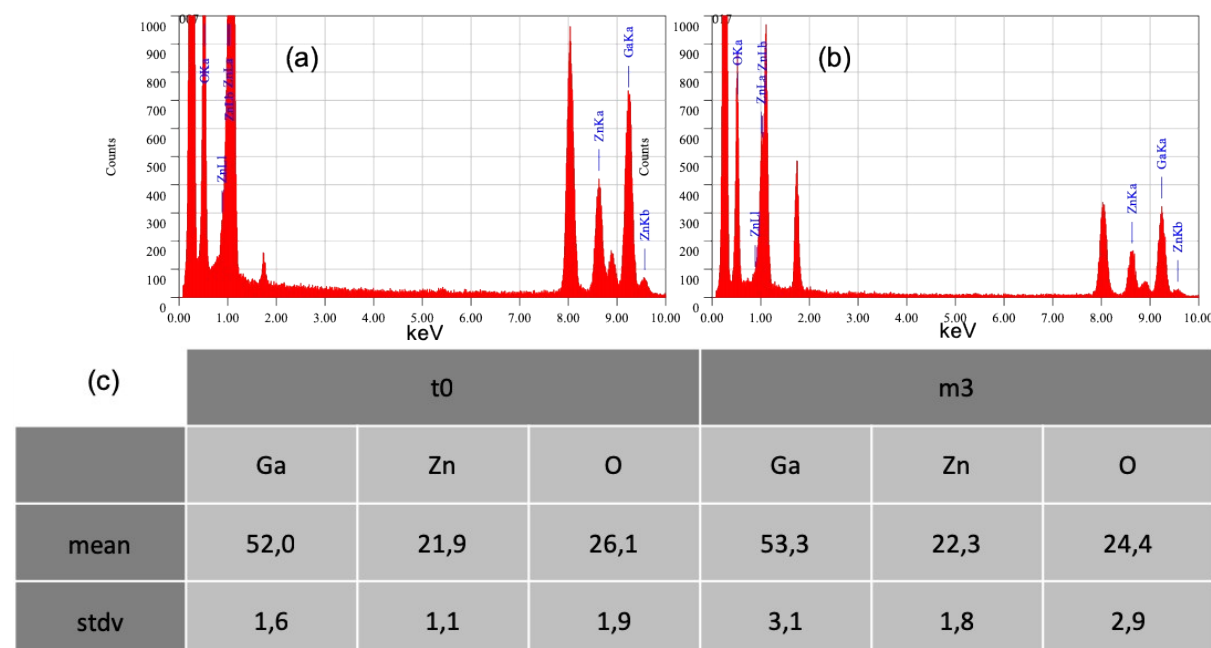 007
(a)
OKa
ZnLl
ZnLb ZnLa
ZnKa
GaKa
ZnKb
Counts
1000
900
800
700
600
500
400
300
200
100
0
0.00 1.00 2.00 3.00 4.00 5.00 6.00 7.00 8.00 9.00 10.00
keV
017
(b)
OKa
ZnLl
ZnLa ZnLb
ZnKa
GaKa
ZnKb
Counts
1000
900
800
700
600
500
400
300
200
100
0
0.00 1.00 2.00 3.00 4.00 5.00 6.00 7.00 8.00 9.00 10.00
keV
(c)
t0 m3
Ga Zn O Ga Zn O
mean 52,0 21,9 26,1 53,3 22,3 24,4
stdv 1,6 1,1 1,9 3,1 1,8 2,9